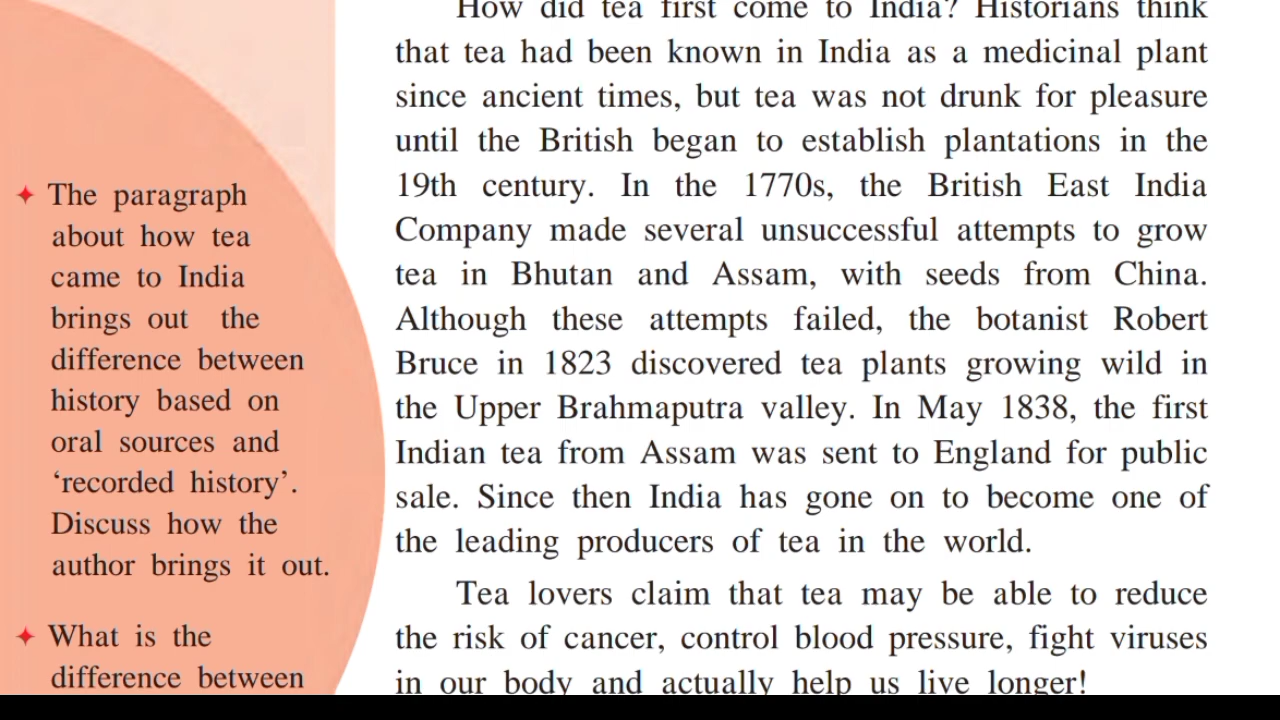 How did tea first come to India? Historians think
that tea had been known in India as a medicinal plant
since ancient times, but tea was not drunk for pleasure
until the British began to establish plantations in the
19th century. In the 1770s, the British East India
Company made several unsuccessful attempts to grow
tea in Bhutan and Assam, with seeds from China.
Although these attempts failed, the botanist Robert
Bruce in 1823 discovered tea plants growing wild in
the Upper Brahmaputra valley. In May 1838, the first
Indian tea from Assam was sent to England for public
sale. Since then India has gone on to become one of
the leading producers of tea in the world.
Tea lovers claim that tea may be able to reduce
the risk of cancer, control blood pressure, fight viruses
in our body and actually help us live longer!
✦ The paragraph
about how tea
came to India
brings out the
difference between
history based on
oral sources and
‘recorded history’.
Discuss how the
author brings it out.
✦ What is the
difference between